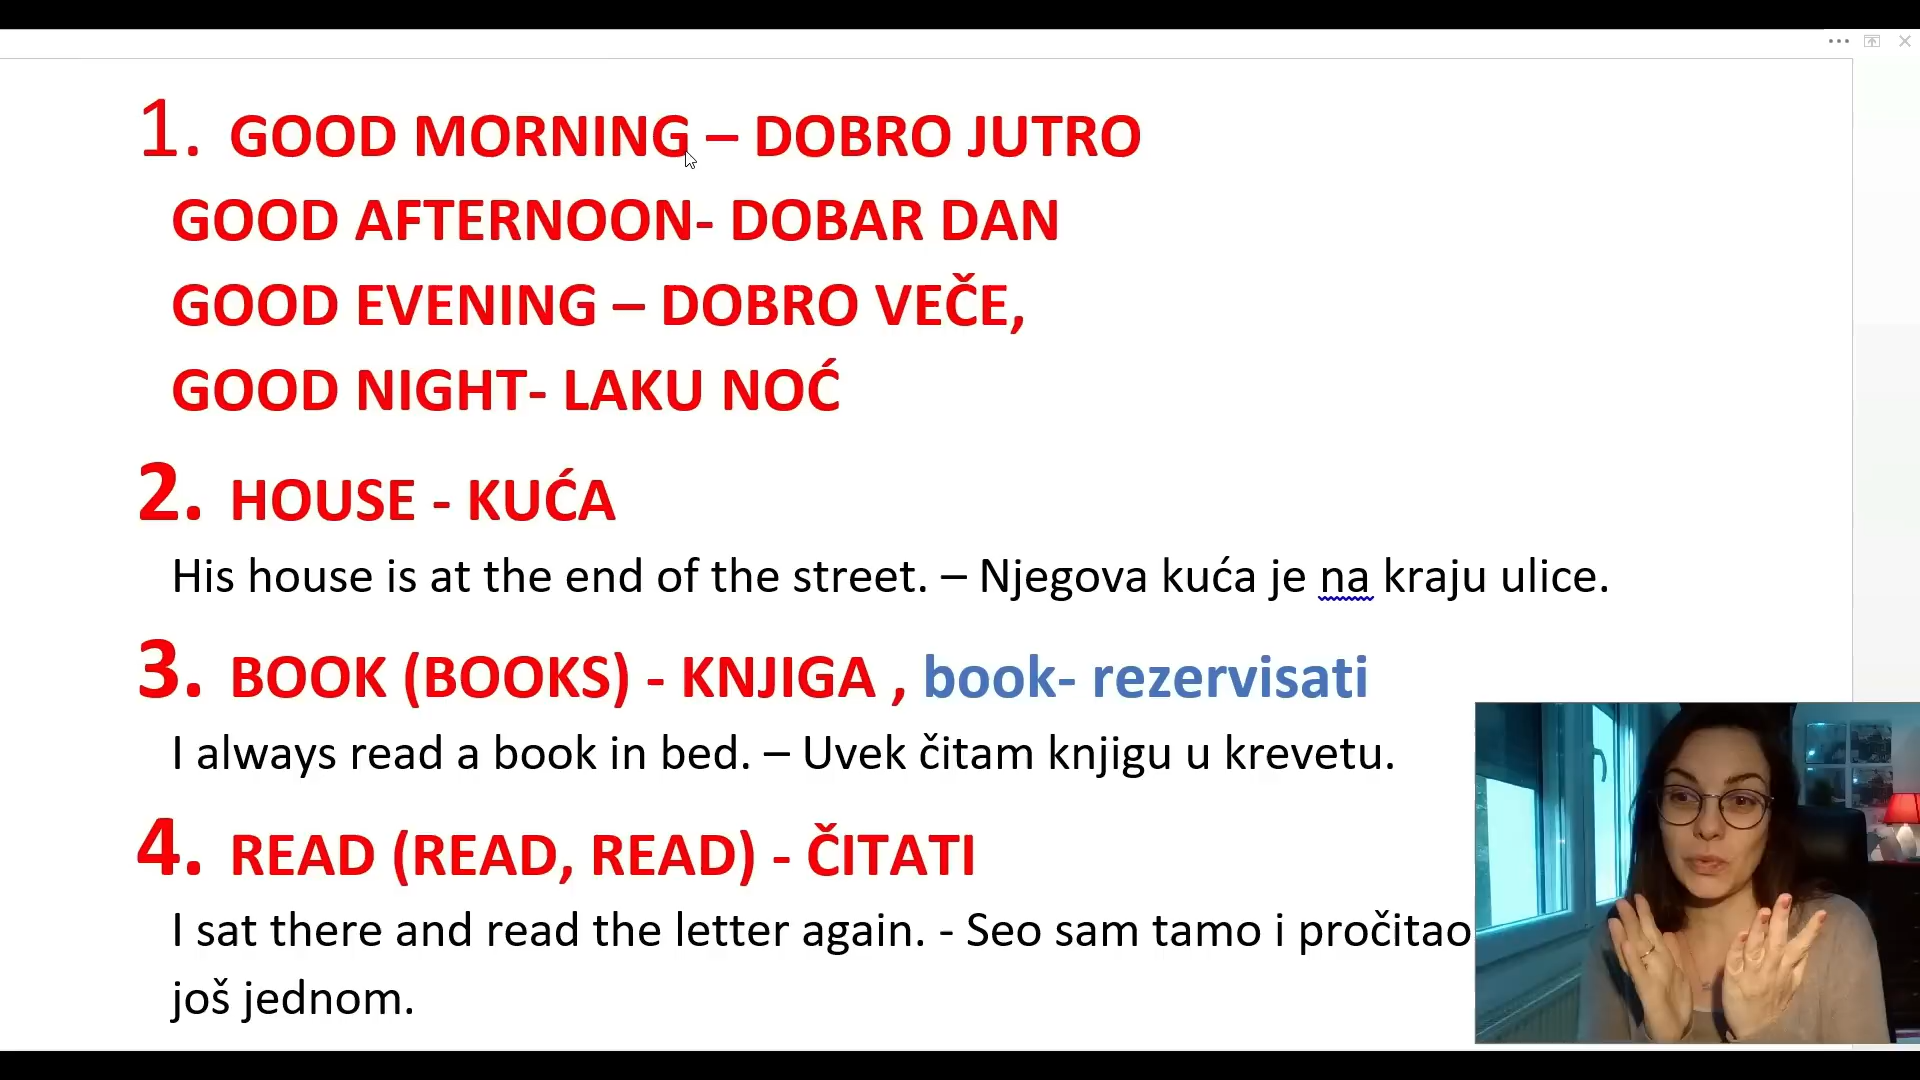 1. GOOD MORNING – DOBRO JUTRO
GOOD AFTERNOON- DOBAR DAN
GOOD EVENING – DOBRO VEČE,
GOOD NIGHT- LAKU NOĆ
2. HOUSE - KUĆA
His house is at the end of the street. – Njegova kuća je na kraju ulice.
3. BOOK (BOOKS) - KNJIGA , book- rezervisati
I always read a book in bed. – Uvek čitam knjigu u krevetu.
4. READ (READ, READ) - ČITATI
I sat there and read the letter again. - Seo sam tamo i pročitao
još jednom.